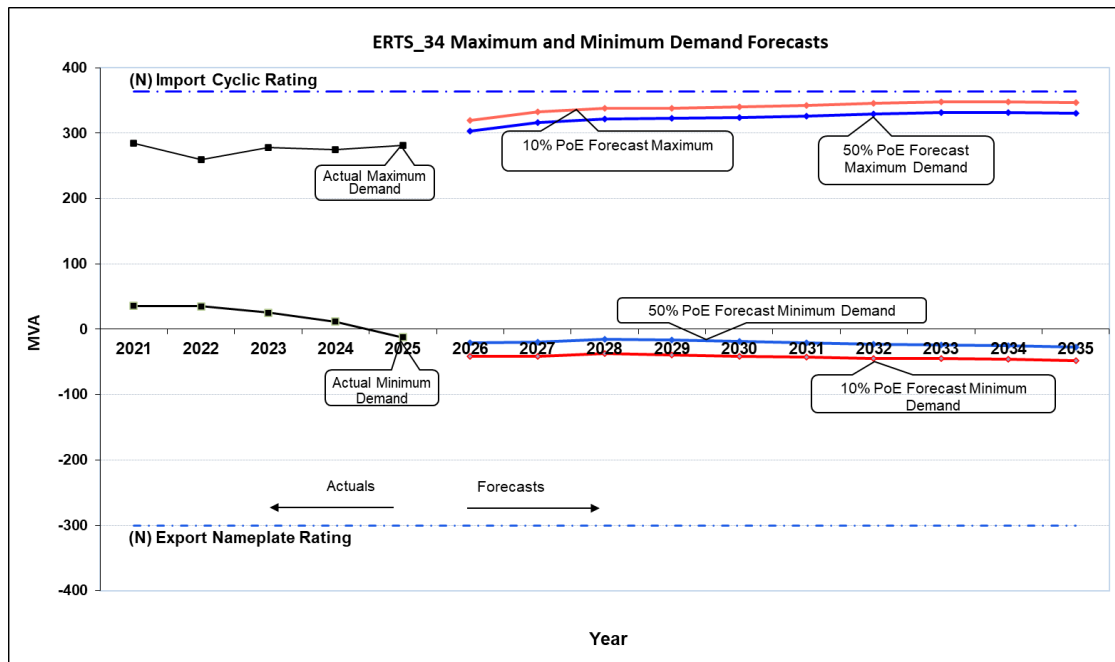 ERTS_34 Maximum and Minimum Demand Forecasts
400
(N) Import Cyclic Rating
300
10% PoE Forecast Maximum
50% PoE Forecast
Maximum Demand
Actual Maximum
Demand
200
100
MVA
0
50% PoE Forecast Minimum Demand
2021 2022 2023 2024 2025 2026 2027 2028 2029 2030 2031 2032 2033 2034 2035
Actual Minimum
Demand
10% PoE Forecast Minimum
Demand
-100
-200
Actuals Forecasts
-300
(N) Export Nameplate Rating
-400
Year